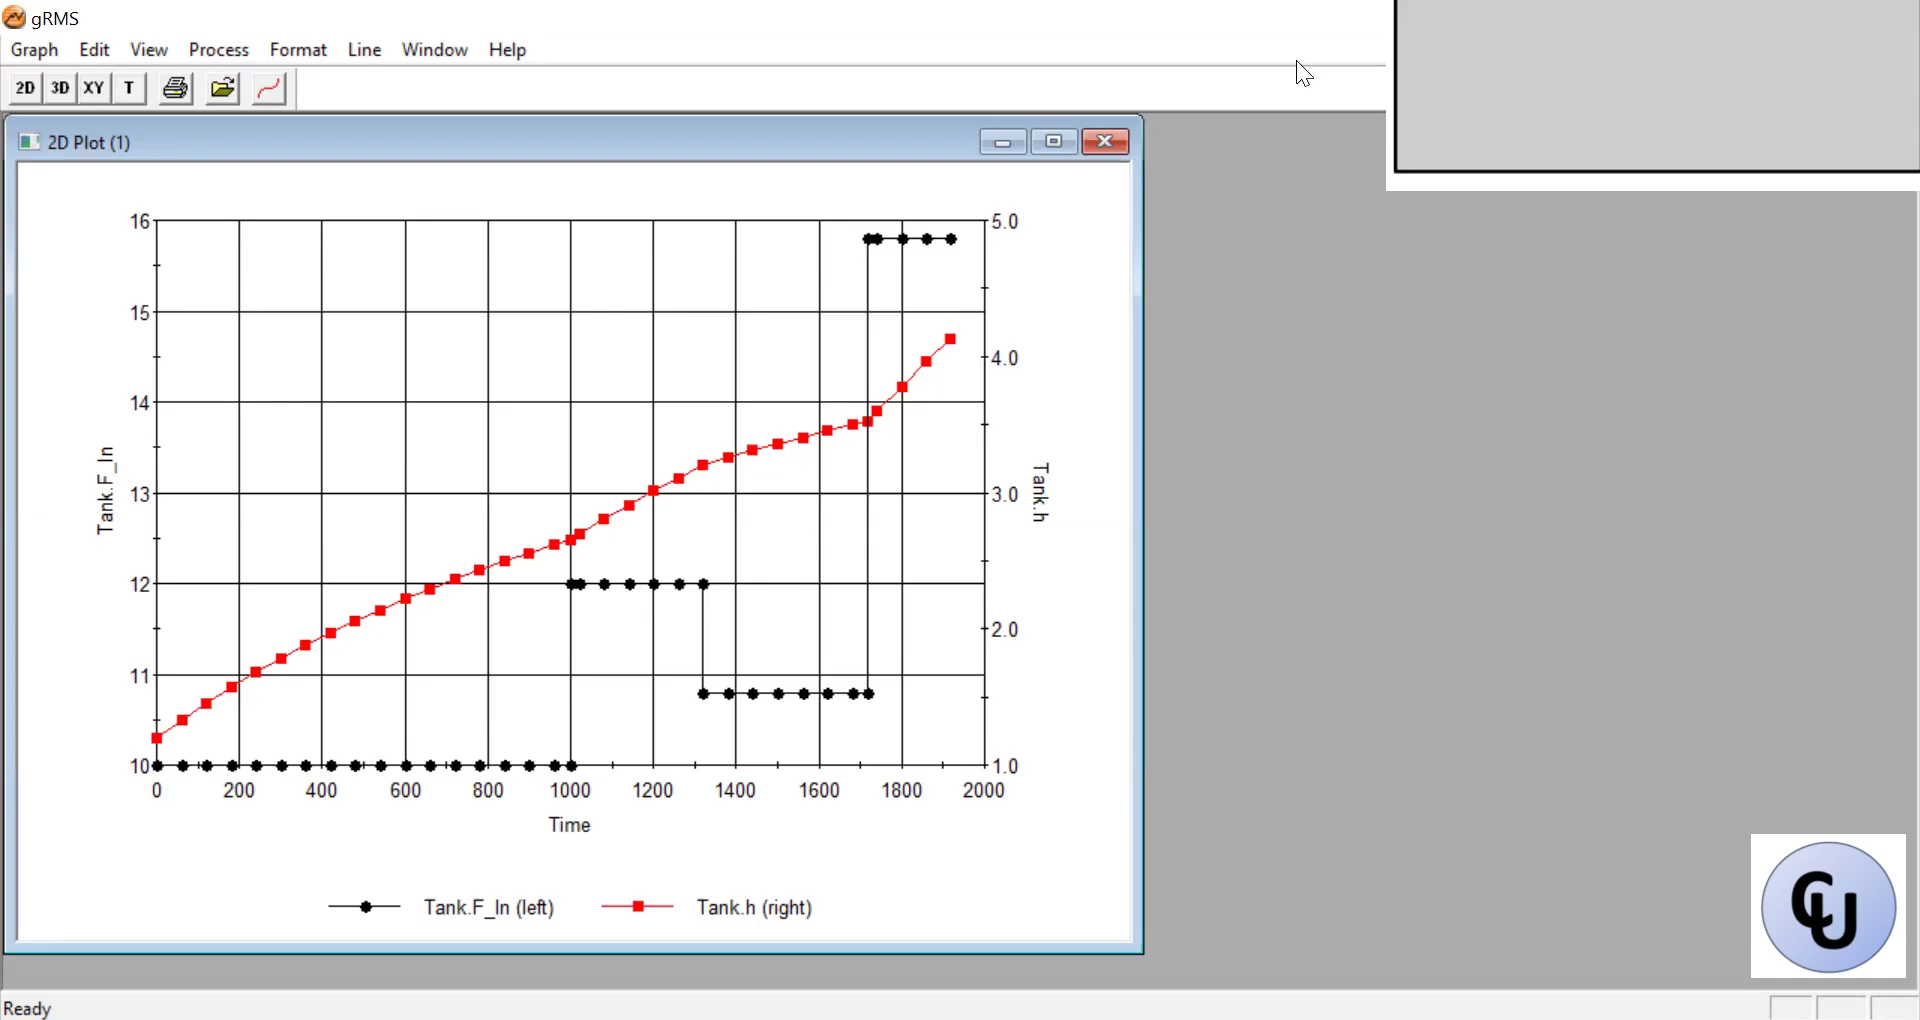 gRMS
Graph Edit View Process Format Line Window Help
2D 3D XY T
2D Plot (1)
16
15
14
13
12
11
10
5.0
4.0
3.0
2.0
1.0
Tank.F_In
Tank.h
0 200 400 600 800 1000 1200 1400 1600 1800 2000
Time
Tank.F_In (left) Tank.h (right)
CU
Ready